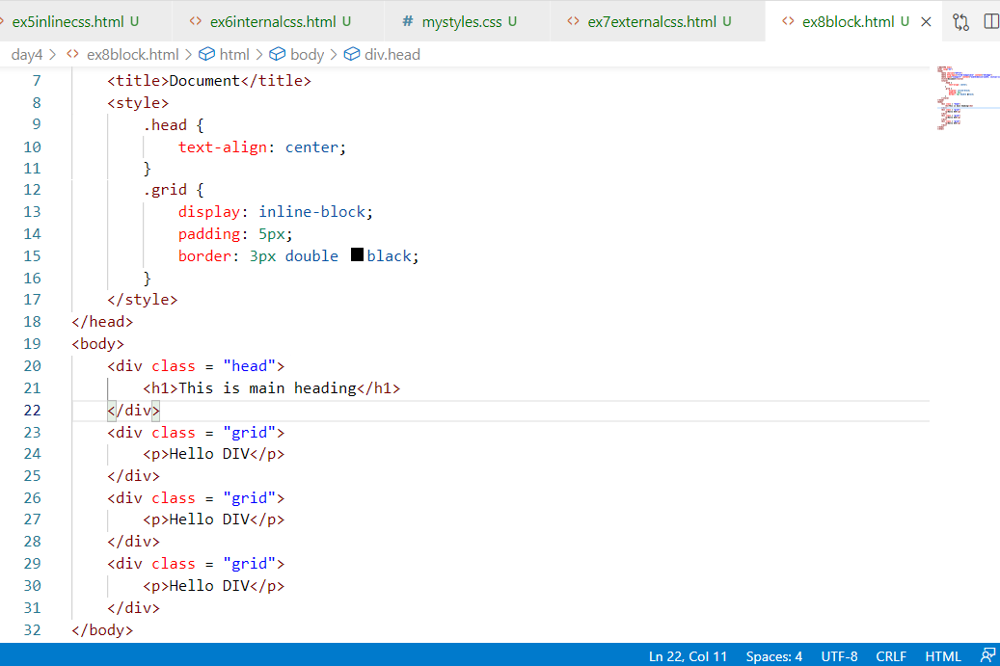 ex5inlinecss.html U ex6internalcss.html U # mystyles.css U ex7externalcss.html U ex8block.html U
day4 > ex8block.html > html > body > div.head
7 <title>Document</title>
8 <style>
9 .head {
10 text-align: center;
11 }
12 .grid {
13 display: inline-block;
14 padding: 5px;
15 border: 3px double black;
16 }
17 </style>
18 </head>
19 <body>
20 <div class = "head">
21 <h1>This is main heading</h1>
22 </div>
23 <div class = "grid">
24 <p>Hello DIV</p>
25 </div>
26 <div class = "grid">
27 <p>Hello DIV</p>
28 </div>
29 <div class = "grid">
30 <p>Hello DIV</p>
31 </div>
32 </body>
Ln 22, Col 11 Spaces: 4 UTF-8 CRLF HTML